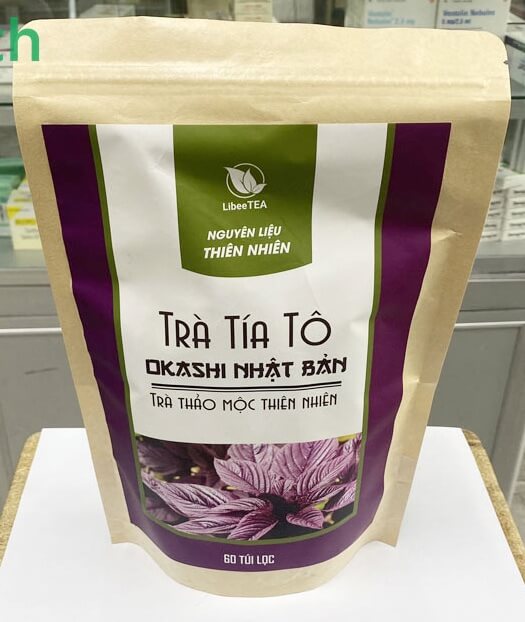 th
LibeeTEA
NGUYÊN LIỆU
THIÊN NHIÊN
TRÀ TÍA TÔ
OKASHI NHẬT BẢN
TRÀ THẢO MỘC THIÊN NHIÊN
60 TÚI LỌC